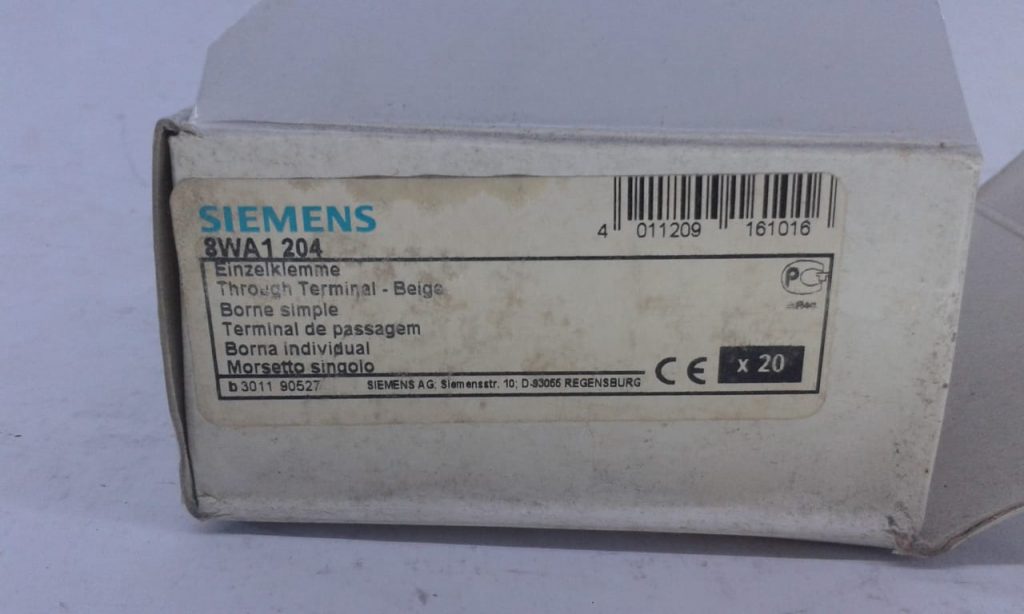 SIEMENS
8WA1 204
4 011209 161016
Einzelklemme
Through Terminal - Beige
Borne simple
Terminal de passagem
Borna individual
Morsetto singolo
CE
x 20
b 3011 90527
SIEMENS AG; Siemensstr. 10; D-93055 REGENSBURG